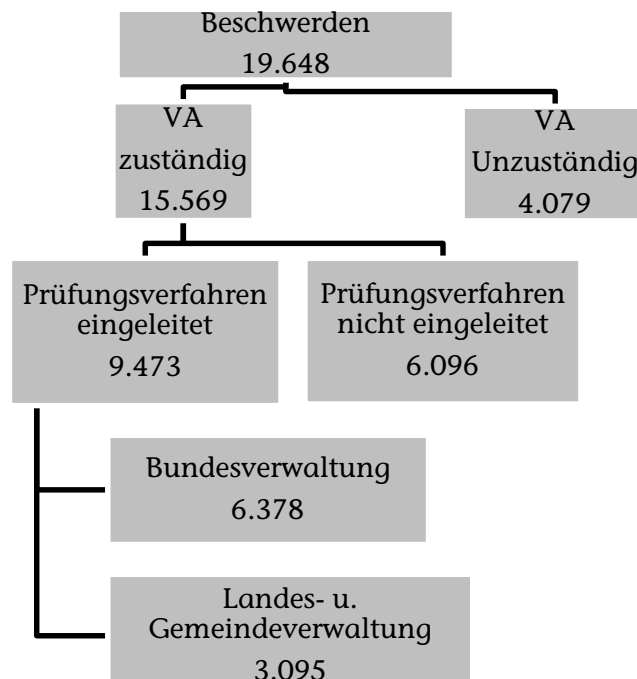 Beschwerden
19.648
VA
zuständig
15.569
VA
Unzuständig
4.079
Prüfungsverfahren
eingeleitet
9.473
Prüfungsverfahren
nicht eingeleitet
6.096
Bundesverwaltung
6.378
Landes- u.
Gemeindeverwaltung
3.095